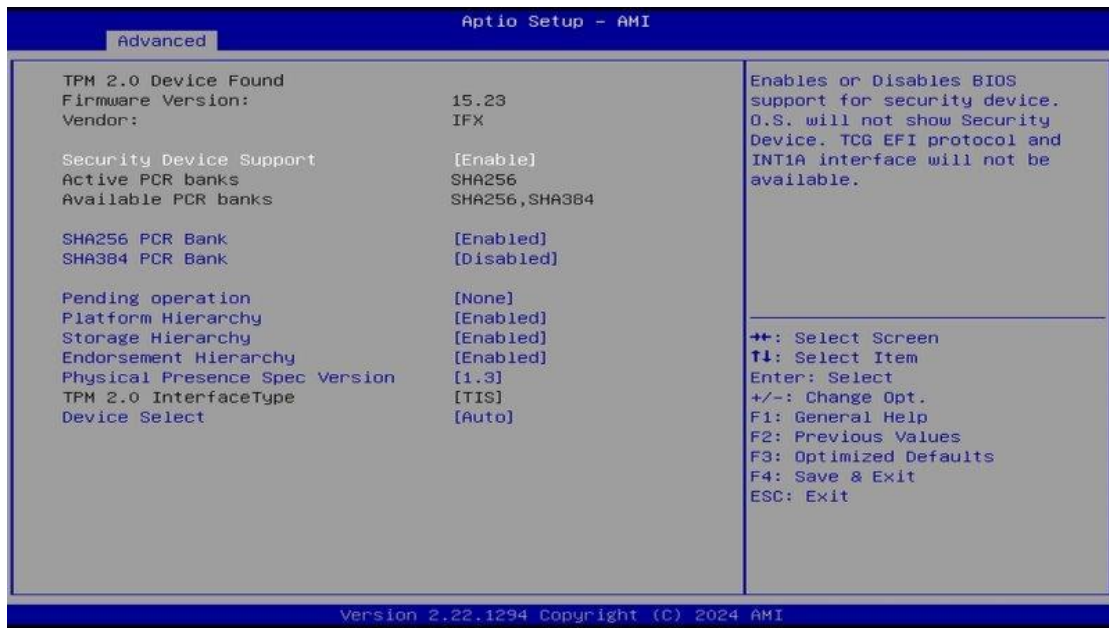 Aptio Setup - AMI
Advanced
TPM 2.0 Device Found
Firmware Version: 15.23
Vendor: IFX
Security Device Support [Enable]
Active PCR banks SHA256
Available PCR banks SHA256,SHA384
SHA256 PCR Bank [Enabled]
SHA384 PCR Bank [Disabled]
Pending operation [None]
Platform Hierarchy [Enabled]
Storage Hierarchy [Enabled]
Endorsement Hierarchy [Enabled]
Physical Presence Spec Version [1.3]
TPM 2.0 InterfaceType [TIS]
Device Select [Auto]
Enables or Disables BIOS
support for security device.
O.S. will not show Security
Device. TCG EFI protocol and
INT1A interface will not be
available.
→←: Select Screen
↑↓: Select Item
Enter: Select
+/-: Change Opt.
F1: General Help
F2: Previous Values
F3: Optimized Defaults
F4: Save & Exit
ESC: Exit
Version 2.22.1294 Copyright (C) 2024 AMI